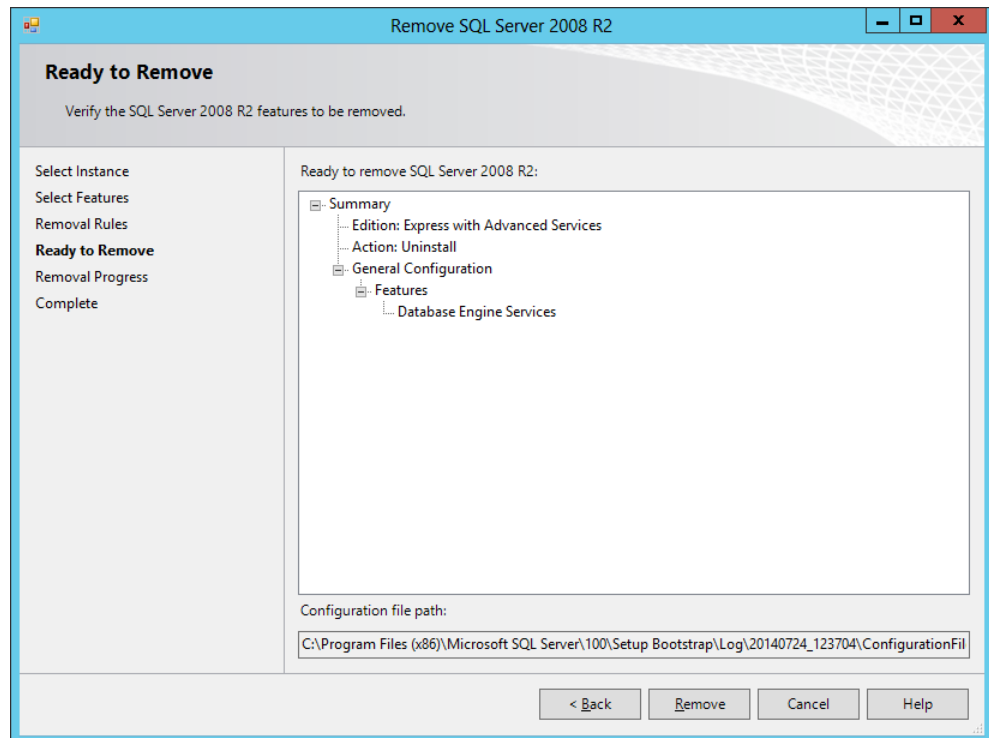 Remove SQL Server 2008 R2
Ready to Remove
Verify the SQL Server 2008 R2 features to be removed.
Select Instance
Select Features
Removal Rules
Ready to Remove
Removal Progress
Complete
Ready to remove SQL Server 2008 R2:
Summary
Edition: Express with Advanced Services
Action: Uninstall
General Configuration
Features
Database Engine Services
Configuration file path:
C:\Program Files (x86)\Microsoft SQL Server\100\Setup Bootstrap\Log\20140724_123704\ConfigurationFil
< Back
Remove
Cancel
Help